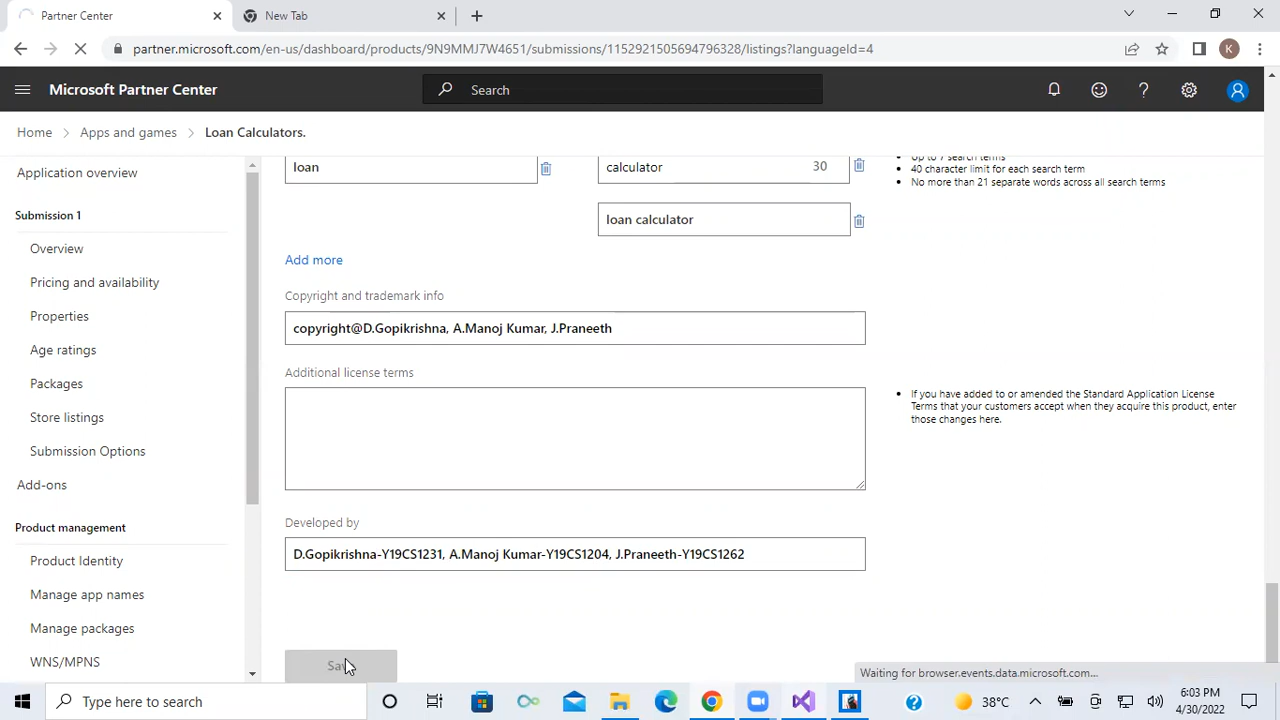 Partner Center
New Tab
partner.microsoft.com/en-us/dashboard/products/9N9MMJ7W4651/submissions/1152921505694796328/listings?languageId=4
K
Microsoft Partner Center
Search
Home > Apps and games > Loan Calculators.
Application overview
Submission 1
Overview
Pricing and availability
Properties
Age ratings
Packages
Store listings
Submission Options
Add-ons
Product management
Product Identity
Manage app names
Manage packages
WNS/MPNS
loan
calculator 30
loan calculator
Up to 7 search terms
40 character limit for each search term
No more than 21 separate words across all search terms
Add more
Copyright and trademark info
copyright@D.Gopikrishna, A.Manoj Kumar, J.Praneeth
Additional license terms
If you have added to or amended the Standard Application License
Terms that your customers accept when they acquire this product, enter
those changes here.
Developed by
D.Gopikrishna-Y19CS1231, A.Manoj Kumar-Y19CS1204, J.Praneeth-Y19CS1262
Save
Waiting for browser.events.data.microsoft.com...
Type here to search
38°C
6:03 PM
4/30/2022